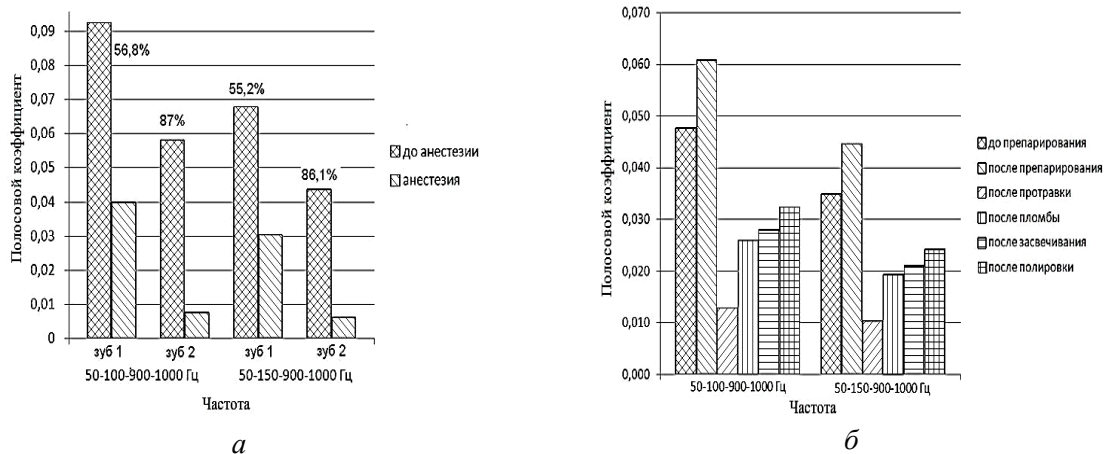 Полосовой коэффициент
0,09
0,08
0,07
0,06
0,05
0,04
0,03
0,02
0,01
0
56,8%
87%
55,2%
86,1%
зуб 1 зуб 2 зуб 1 зуб 2
50-100-900-1000 Гц 50-150-900-1000 Гц
Частота
до анестезии
анестезия
а
Полосовой коэффициент
0,070
0,060
0,050
0,040
0,030
0,020
0,010
0,000
50-100-900-1000 Гц 50-150-900-1000 Гц
Частота
до препарирования
после препарирования
после протравки
после пломбы
после засвечивания
после полировки
б